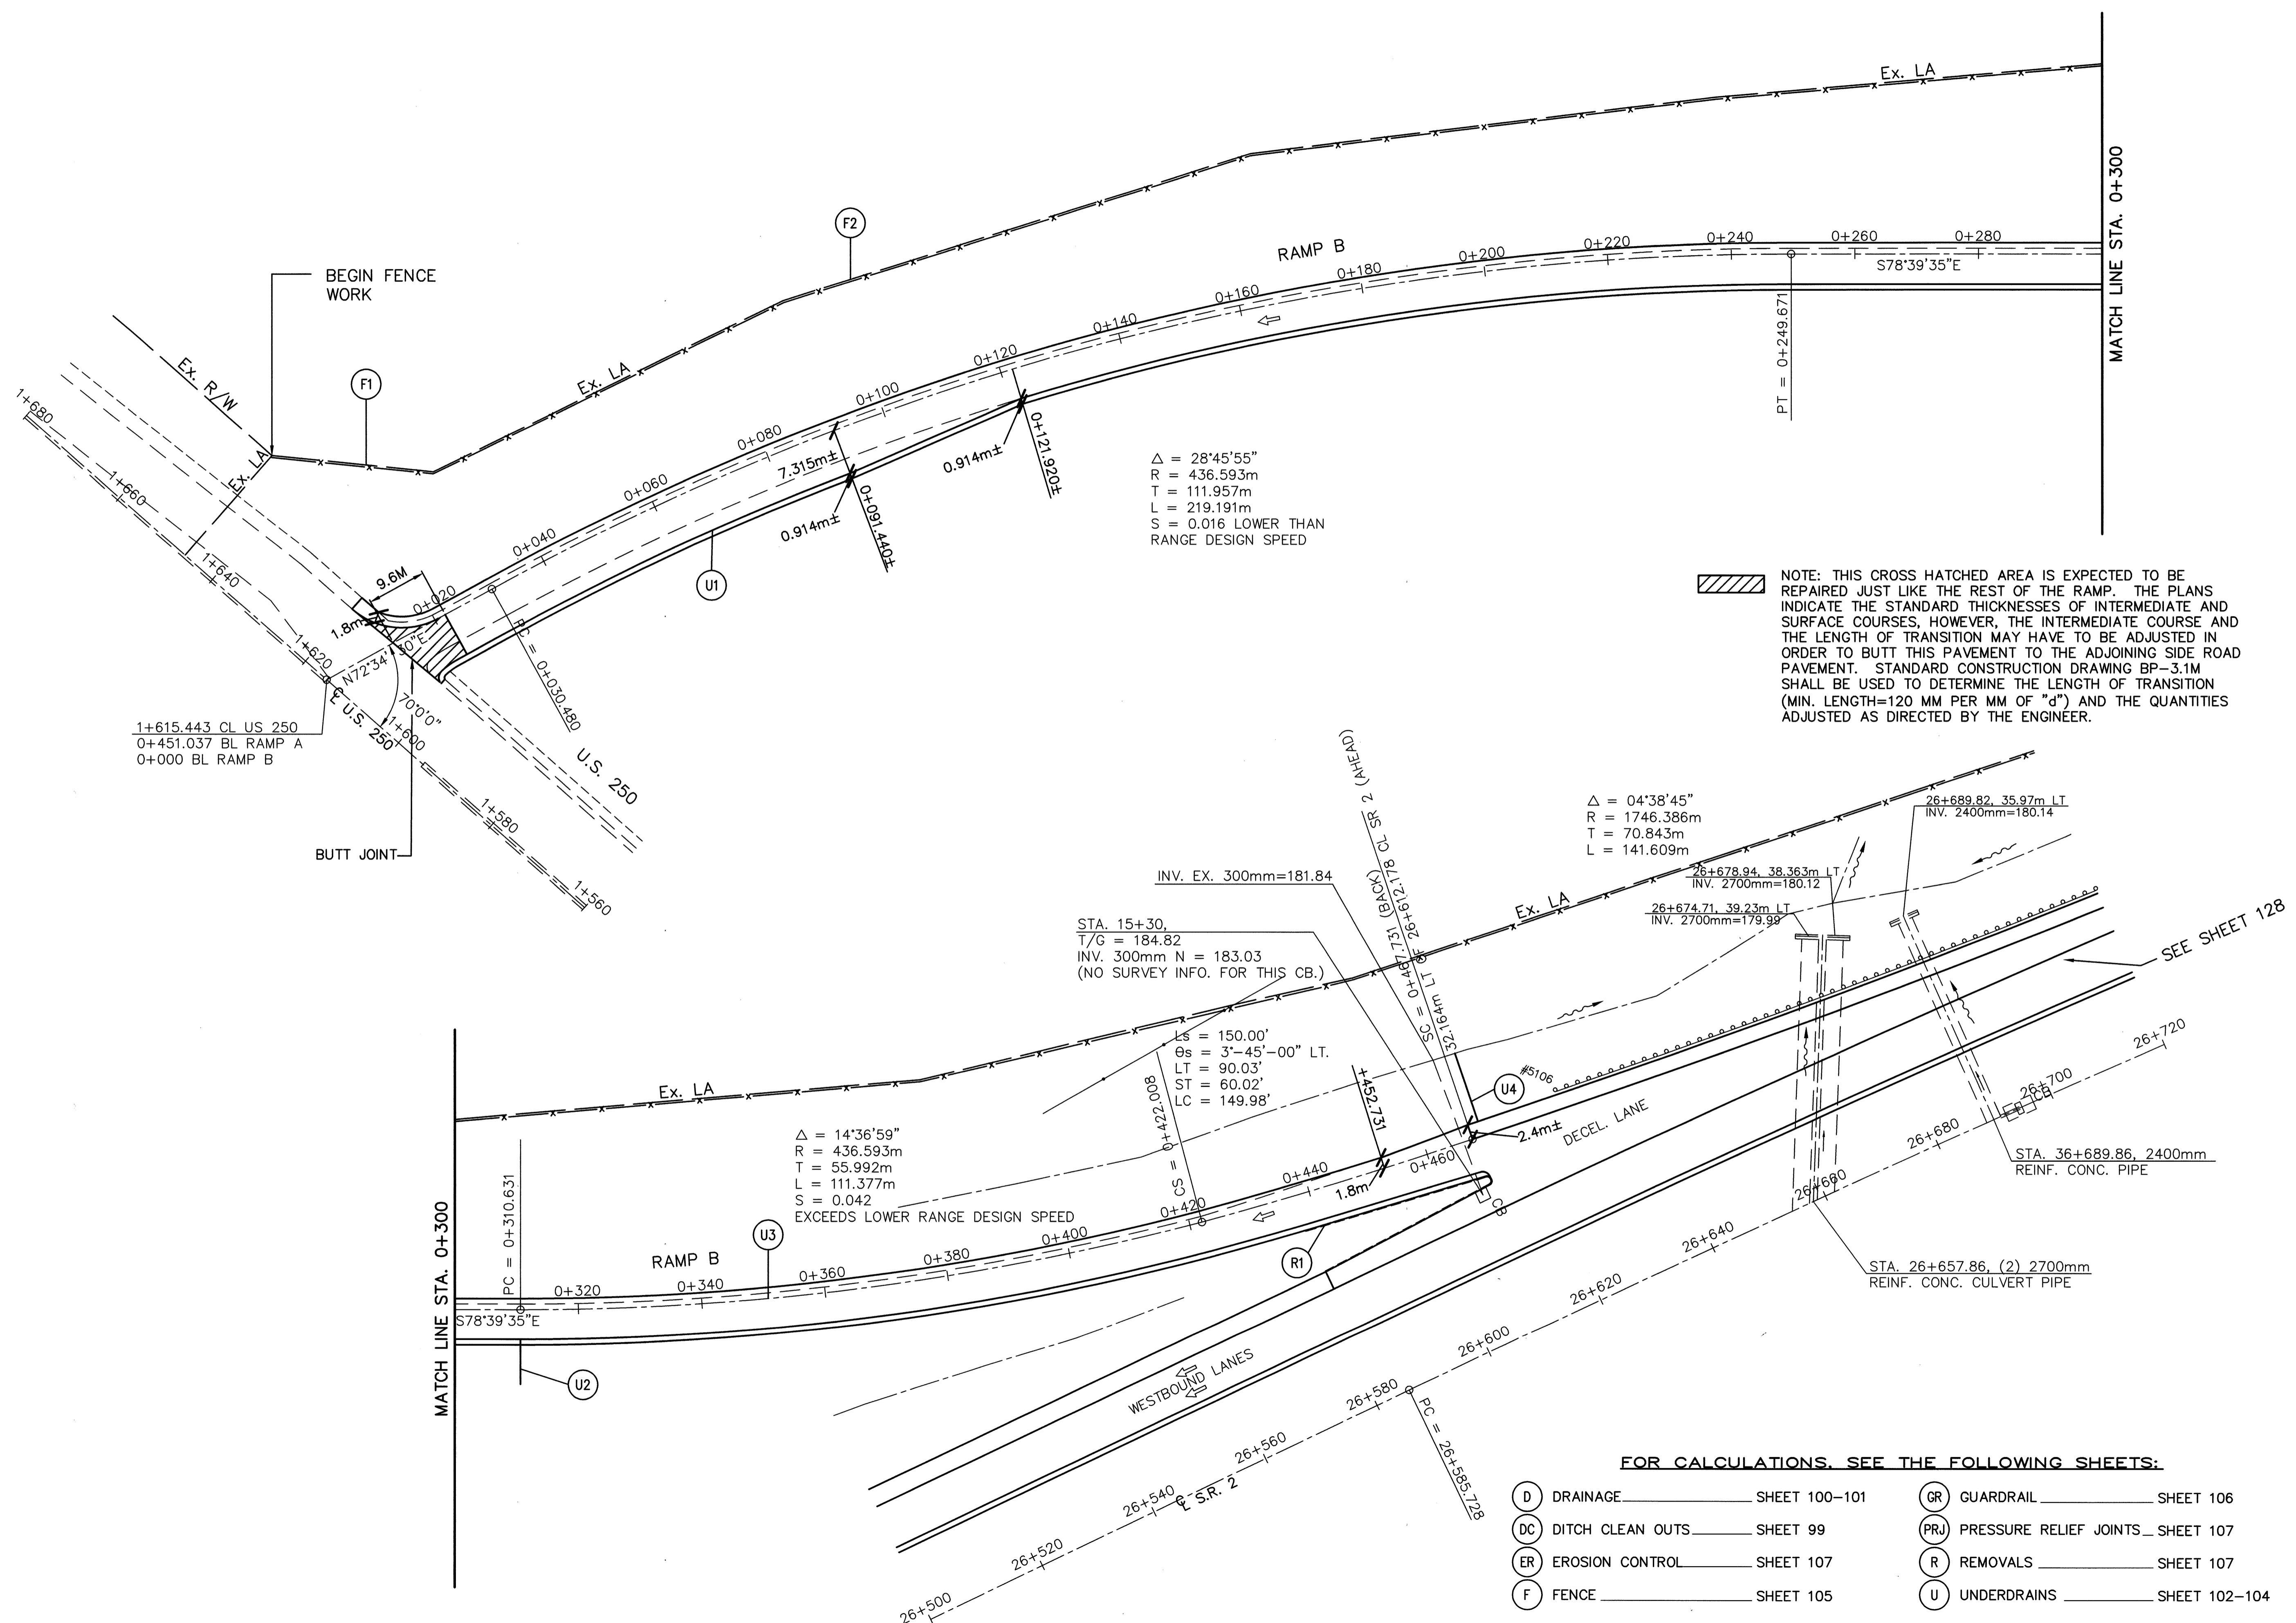 Ex. LA
MATCH LINE STA. 0+300
F2
RAMP B
0+200
0+220
0+240
0+260
0+280
S78°39'35"E
PT = 0+249.671
BEGIN FENCE
WORK
0+180
0+160
0+140
0+120
0+100
0+080
0+060
0+040
0+020
Ex. R/W
F1
Ex. LA
Ex. LA
1+680
1+660
1+640
1+620
1+600
1+580
1+560
7.315m±
0.914m±
0.914m±
0+121.920±
0+091.440±
U1
Δ = 28°45'55"
R = 436.593m
T = 111.957m
L = 219.191m
S = 0.016 LOWER THAN
RANGE DESIGN SPEED
9.6M
1.8m
N72°34'30"E
PC = 0+030.480
70°0'0"
℄ U.S. 250
U.S. 250
1+615.443 CL US 250
0+451.037 BL RAMP A
0+000 BL RAMP B
BUTT JOINT
NOTE: THIS CROSS HATCHED AREA IS EXPECTED TO BE
REPAIRED JUST LIKE THE REST OF THE RAMP. THE PLANS
INDICATE THE STANDARD THICKNESSES OF INTERMEDIATE AND
SURFACE COURSES, HOWEVER, THE INTERMEDIATE COURSE AND
THE LENGTH OF TRANSITION MAY HAVE TO BE ADJUSTED IN
ORDER TO BUTT THIS PAVEMENT TO THE ADJOINING SIDE ROAD
PAVEMENT. STANDARD CONSTRUCTION DRAWING BP-3.1M
SHALL BE USED TO DETERMINE THE LENGTH OF TRANSITION
(MIN. LENGTH=120 MM PER MM OF "d") AND THE QUANTITIES
ADJUSTED AS DIRECTED BY THE ENGINEER.
SC = 0+467.731 (BACK)
32.164m LT OF 26+612.178 CL SR 2 (AHEAD)
Δ = 04°38'45"
R = 1746.386m
T = 70.843m
L = 141.609m
26+689.82, 35.97m LT
INV. 2400mm=180.14
26+678.94, 38.363m LT
INV. 2700mm=180.12
26+674.71, 39.23m LT
INV. 2700mm=179.99
INV. EX. 300mm=181.84
STA. 15+30,
T/G = 184.82
INV. 300mm N = 183.03
(NO SURVEY INFO. FOR THIS CB.)
Ex. LA
SEE SHEET 128
Ls = 150.00'
Θs = 3°-45'-00" LT.
LT = 90.03'
ST = 60.02'
LC = 149.98'
+452.731
#5106
U4
2.4m±
DECEL. LANE
Ex. LA
CS = 0+422.008
Δ = 14°36'59"
R = 436.593m
T = 55.992m
L = 111.377m
S = 0.042
EXCEEDS LOWER RANGE DESIGN SPEED
PC = 0+310.631
MATCH LINE STA. 0+300
RAMP B
U3
0+320
0+340
0+360
0+380
0+400
0+420
0+440
0+460
1.8m
CB
R1
S78°39'35"E
U2
WESTBOUND LANES
26+720
26+700
CB
26+680
26+660
26+640
26+620
26+600
26+580
26+560
26+540
26+520
26+500
℄ S.R. 2
PC = 26+585.728
STA. 36+689.86, 2400mm
REINF. CONC. PIPE
STA. 26+657.86, (2) 2700mm
REINF. CONC. CULVERT PIPE
FOR CALCULATIONS, SEE THE FOLLOWING SHEETS:
D DRAINAGE SHEET 100-101
DC DITCH CLEAN OUTS SHEET 99
ER EROSION CONTROL SHEET 107
F FENCE SHEET 105
GR GUARDRAIL SHEET 106
PRJ PRESSURE RELIEF JOINTS SHEET 107
R REMOVALS SHEET 107
U UNDERDRAINS SHEET 102-104